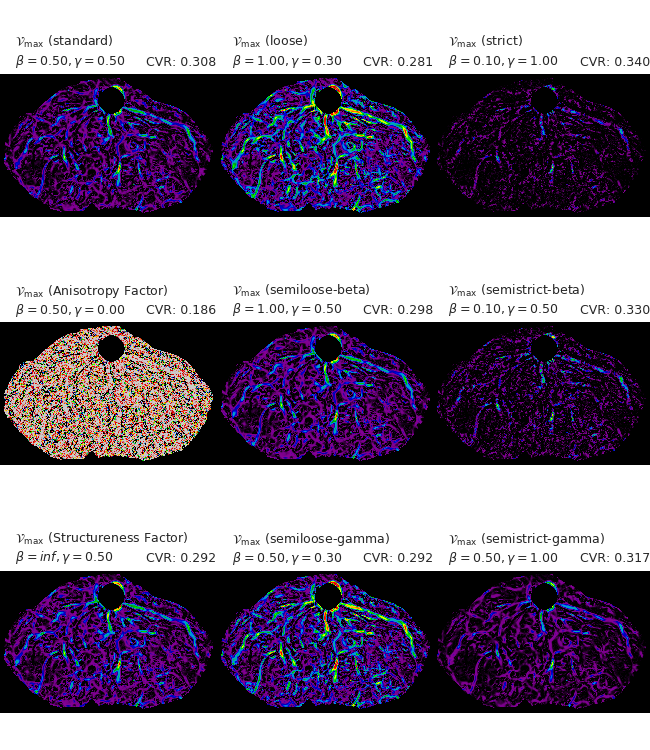 𝒱max (standard)
β = 0.50, γ = 0.50 CVR: 0.308
𝒱max (loose)
β = 1.00, γ = 0.30 CVR: 0.281
𝒱max (strict)
β = 0.10, γ = 1.00 CVR: 0.340
𝒱max (Anisotropy Factor)
β = 0.50, γ = 0.00 CVR: 0.186
𝒱max (semiloose-beta)
β = 1.00, γ = 0.50 CVR: 0.298
𝒱max (semistrict-beta)
β = 0.10, γ = 0.50 CVR: 0.330
𝒱max (Structureness Factor)
β = inf, γ = 0.50 CVR: 0.292
𝒱max (semiloose-gamma)
β = 0.50, γ = 0.30 CVR: 0.292
𝒱max (semistrict-gamma)
β = 0.50, γ = 1.00 CVR: 0.317